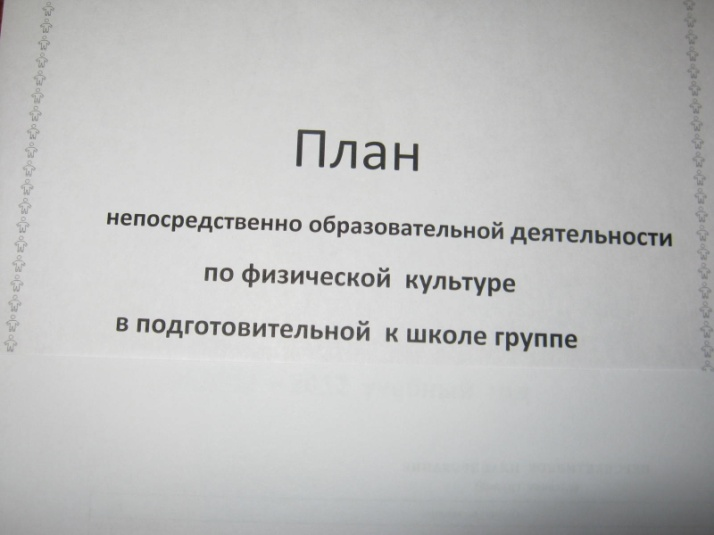 План
непосредственно образовательной деятельности
по физической культуре
в подготовительной к школе группе